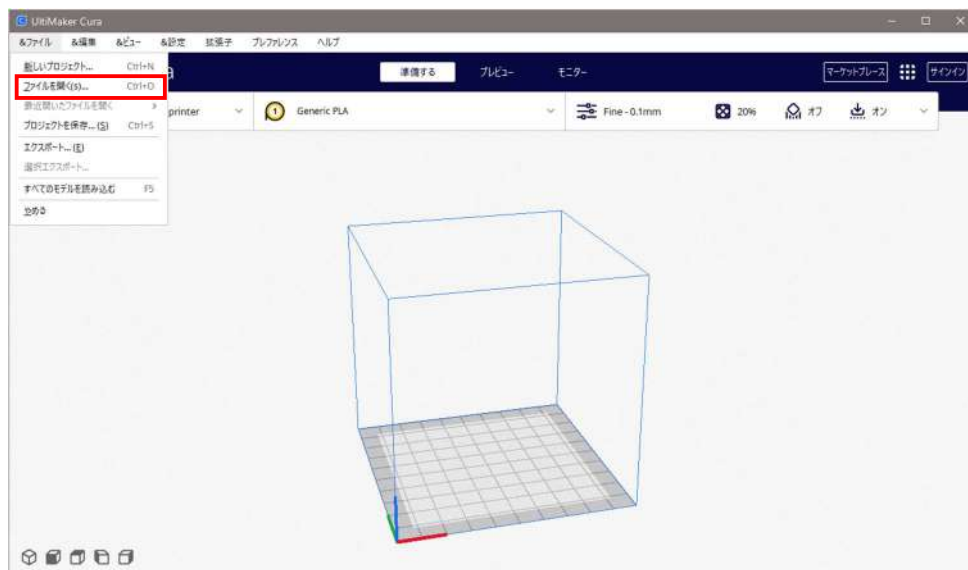 UltiMaker Cura
&ファイル &編集 &ビュー &設定 拡張子 プレファレンス ヘルプ
新しいプロジェクト... Ctrl+N
ファイルを開く(S)... Ctrl+O
最近開いたファイルを開く
プロジェクトを保存...(S) Ctrl+S
エクスポート...(E)
選択エクスポート...
すべてのモデルを読み込む F5
やめる
a 準備する プレビュー モニター マーケットプレース サインイン
printer 1 Generic PLA Fine - 0.1mm 20% オフ オン